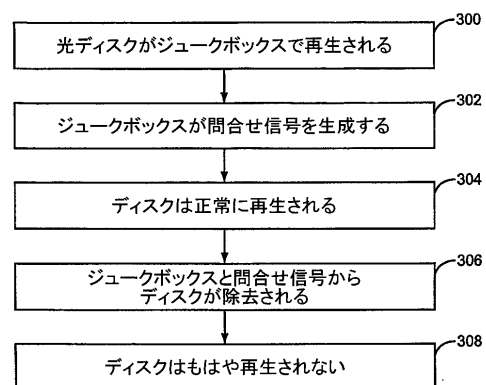 300
光ディスクがジュークボックスで再生される
302
ジュークボックスが問合せ信号を生成する
304
ディスクは正常に再生される
306
ジュークボックスと問合せ信号から
ディスクが除去される
308
ディスクはもはや再生されない